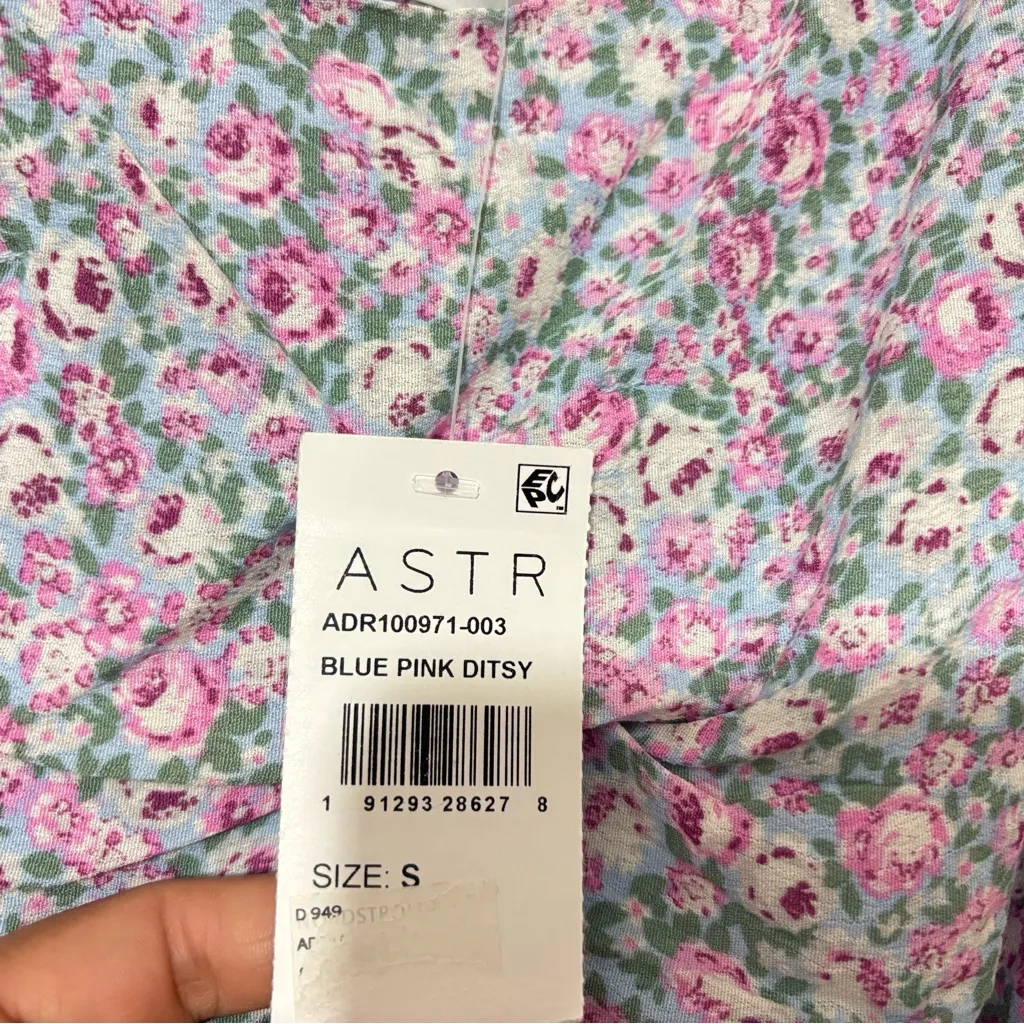 EPC
ASTR
ADR100971-003
BLUE PINK DITSY
1 91293 28627 8
SIZE: S
D 949